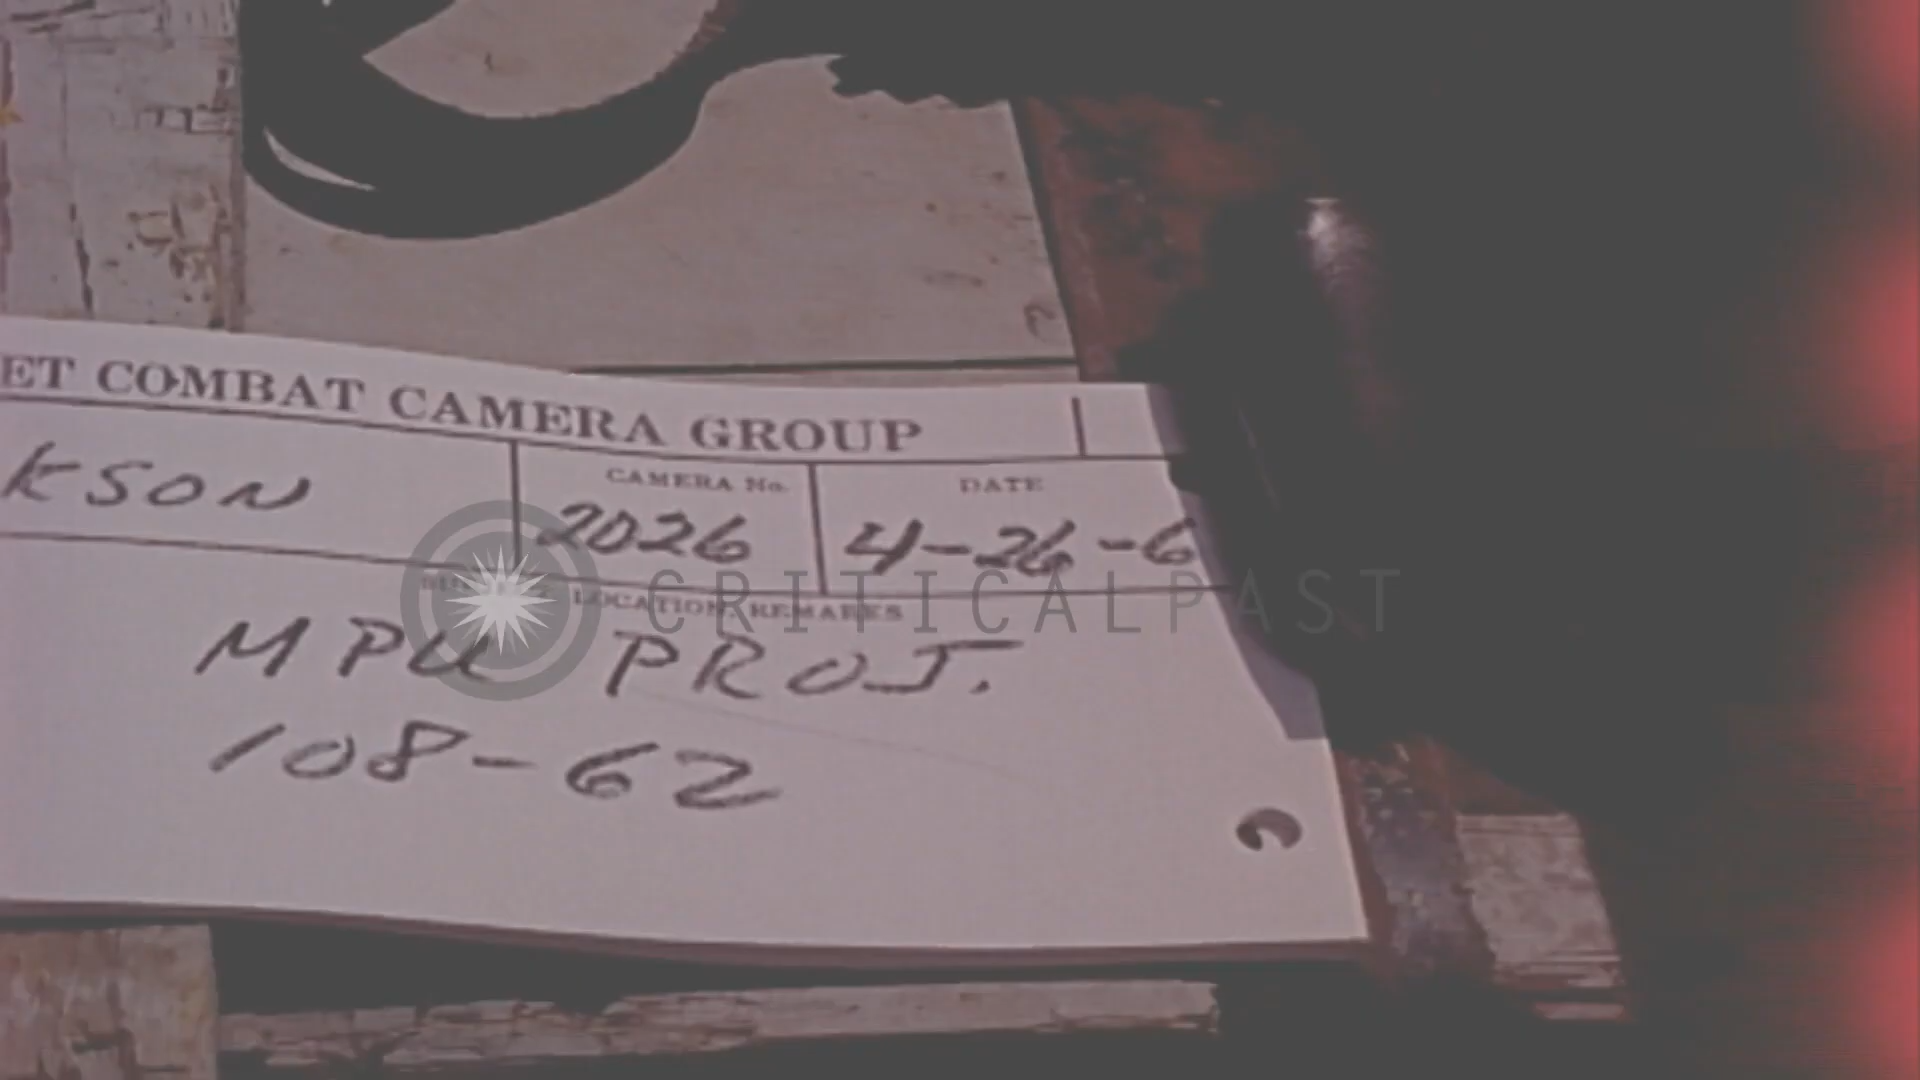 ET COMBAT CAMERA GROUP
KSON
CAMERA No.
2026
DATE
4-26-6
LOCATION, REMARKS
MPU PROJ.
108-62
CRITICALPAST